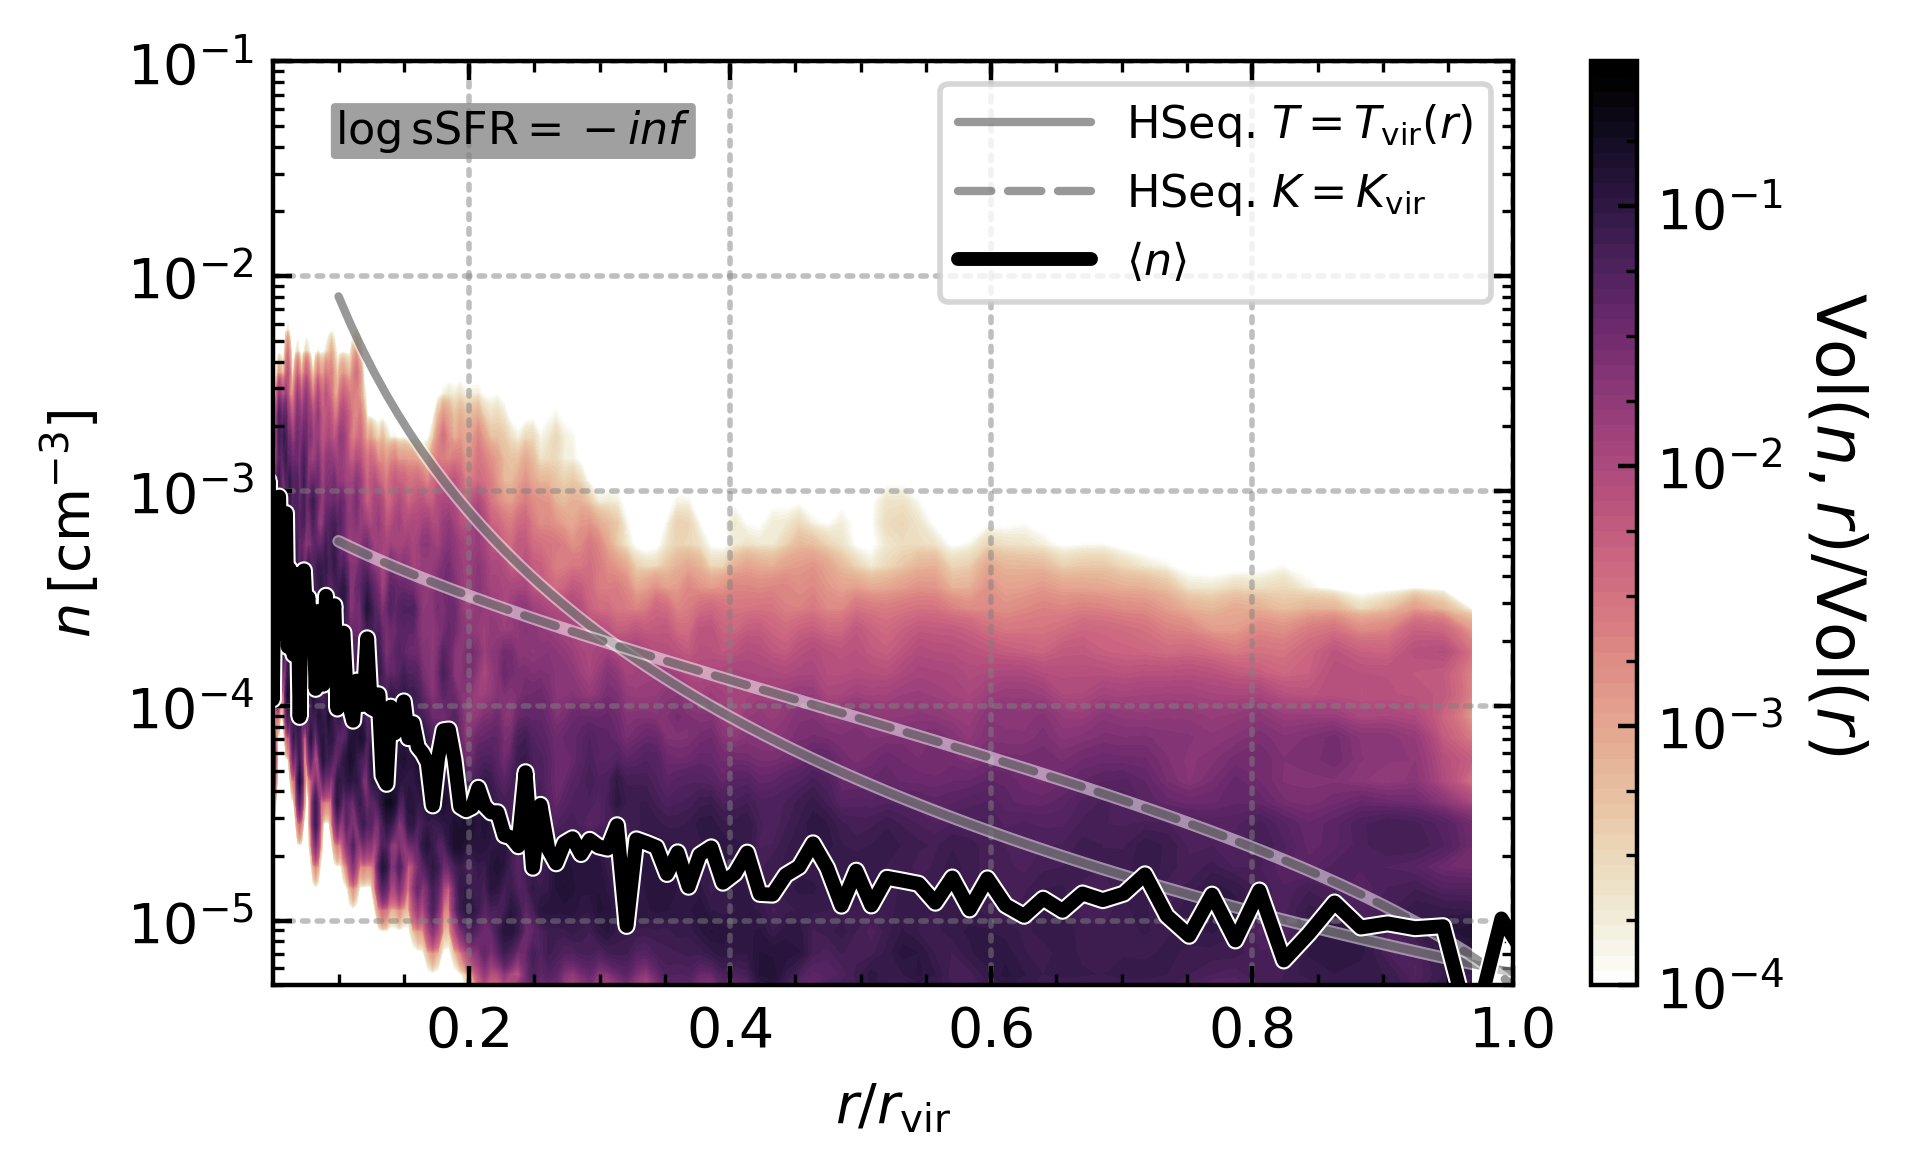 log sSFR = −inf
HSeq. T = T_vir(r)
HSeq. K = K_vir
⟨n⟩
10⁻¹
10⁻²
10⁻³
10⁻⁴
10⁻⁵
n [cm⁻³]
0.2 0.4 0.6 0.8 1.0
r/r_vir
10⁻¹
10⁻²
10⁻³
10⁻⁴
Vol(n, r)/Vol(r)